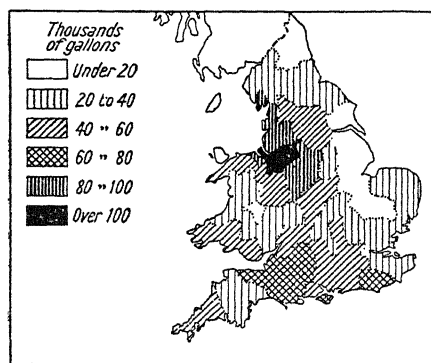 Thousands
of gallons
Under 20
20 to 40
40 " 60
60 " 80
80 " 100
Over 100